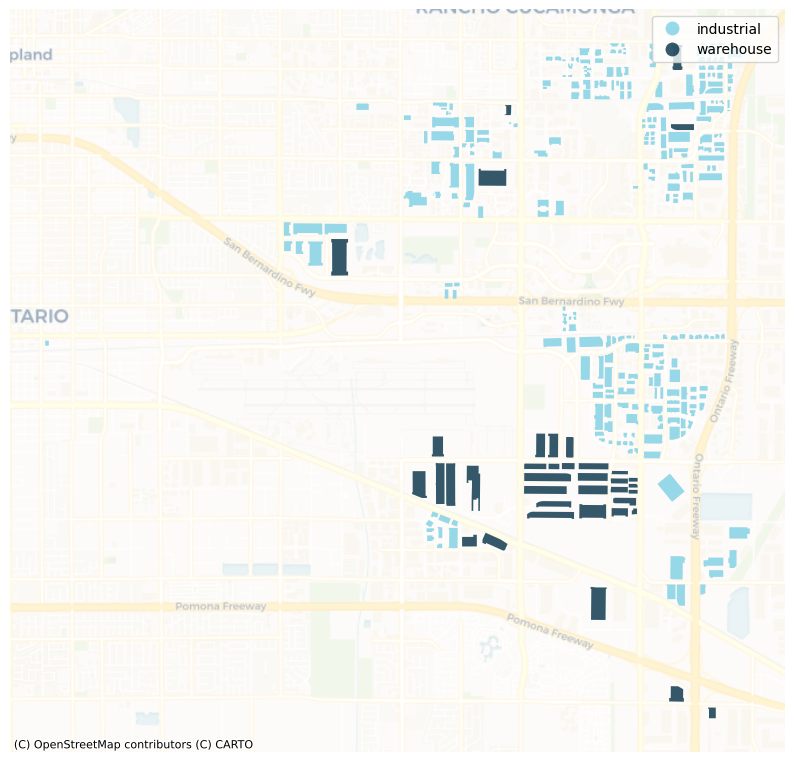 RANCHO CUCAMONGA
industrial
warehouse
pland
y
San Bernardino Fwy
San Bernardino Fwy
TARIO
Ontario Freeway
Ontario Freeway
Pomona Freeway
Pomona Freeway
(C) OpenStreetMap contributors (C) CARTO